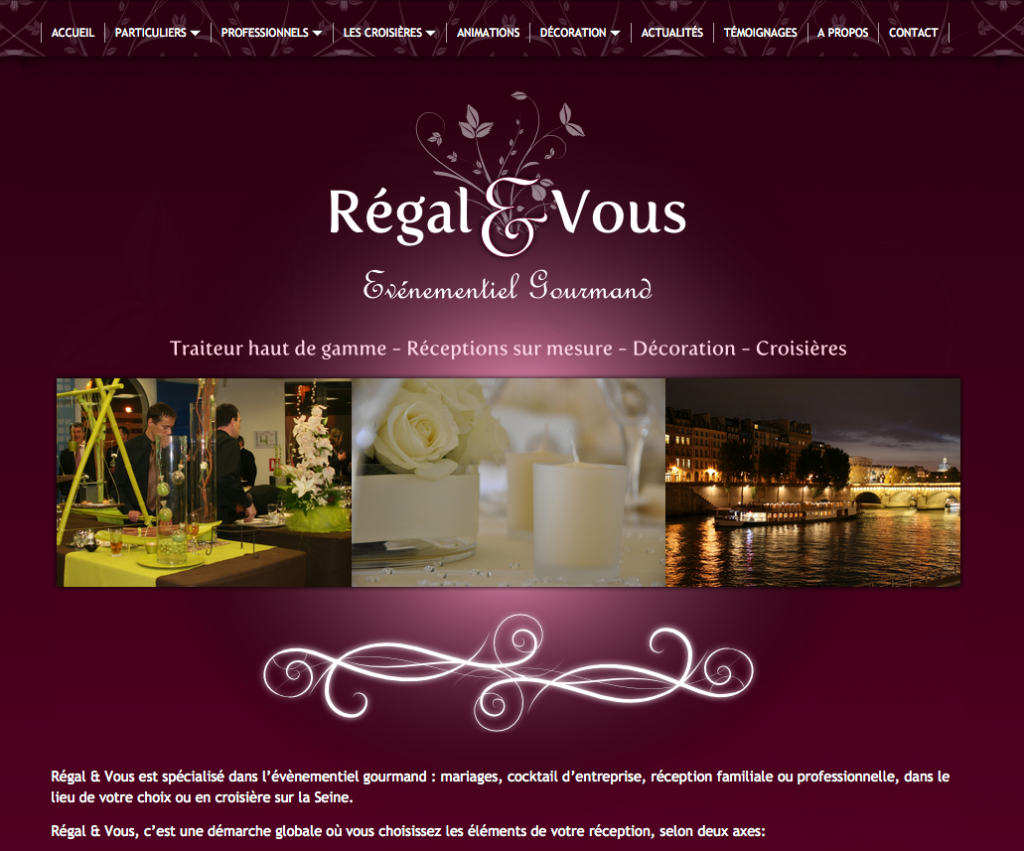 ACCUEIL PARTICULIERS PROFESSIONNELS LES CROISIÈRES ANIMATIONS DÉCORATION ACTUALITÉS TÉMOIGNAGES A PROPOS CONTACT
Régal & Vous
Evénementiel Gourmand
Traiteur haut de gamme - Réceptions sur mesure - Décoration - Croisières
Régal & Vous est spécialisé dans l'évènementiel gourmand : mariages, cocktail d'entreprise, réception familiale ou professionnelle, dans le
lieu de votre choix ou en croisière sur la Seine.
Régal & Vous, c'est une démarche globale où vous choisissez les éléments de votre réception, selon deux axes: